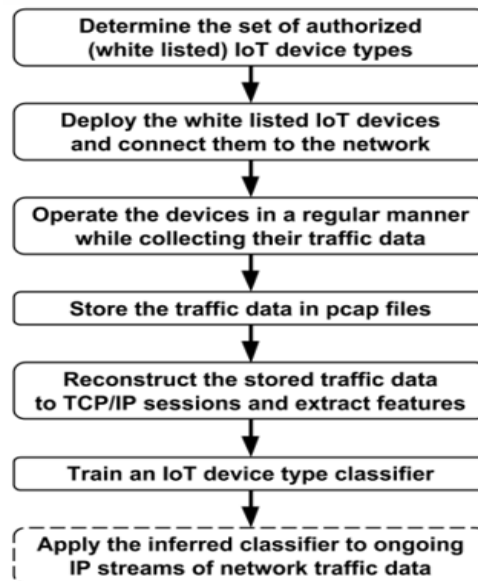 Determine the set of authorized
(white listed) IoT device types
Deploy the white listed IoT devices
and connect them to the network
Operate the devices in a regular manner
while collecting their traffic data
Store the traffic data in pcap files
Reconstruct the stored traffic data
to TCP/IP sessions and extract features
Train an IoT device type classifier
Apply the inferred classifier to ongoing
IP streams of network traffic data